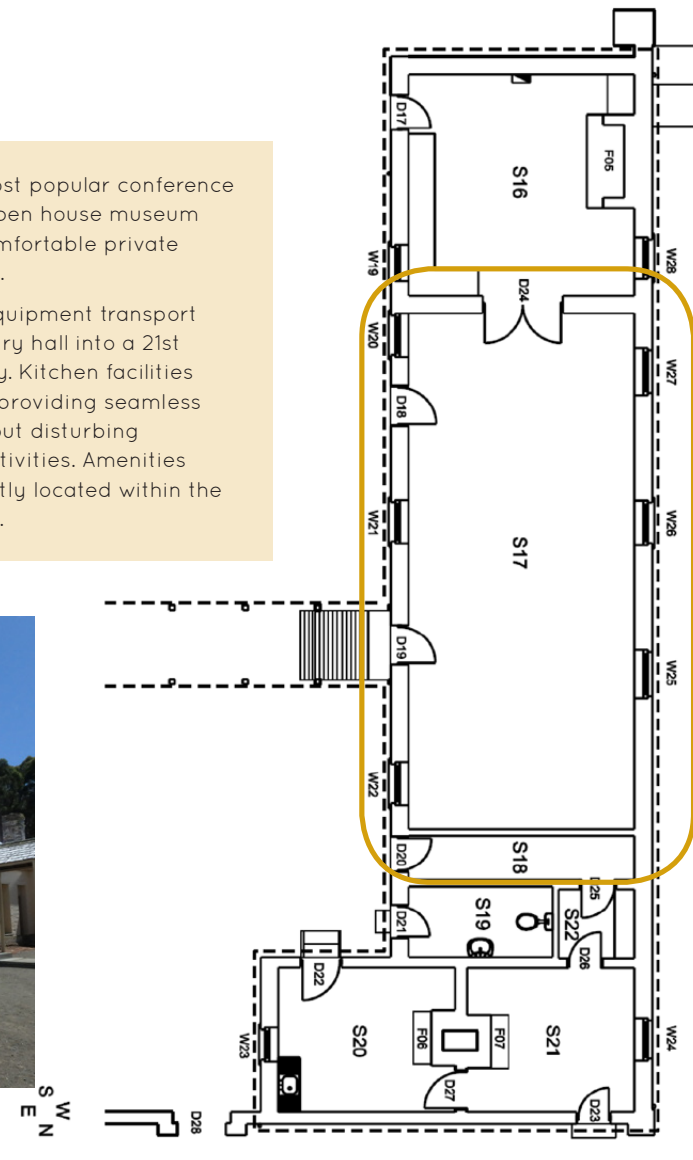 ost popular conference
pen house museum
mfortable private
.
quipment transport
ry hall into a 21st
y. Kitchen facilities
providing seamless
out disturbing
tivities. Amenities
tly located within the
.
D17
S16
F05
W19
W28
D24
W20
W27
D18
W21
S17
W26
D19
W25
W22
D20
S18
D25
D21
S19
S22
D26
D22
W23
S20
F06
F07
S21
W24
D27
D23
D28
S W
E N